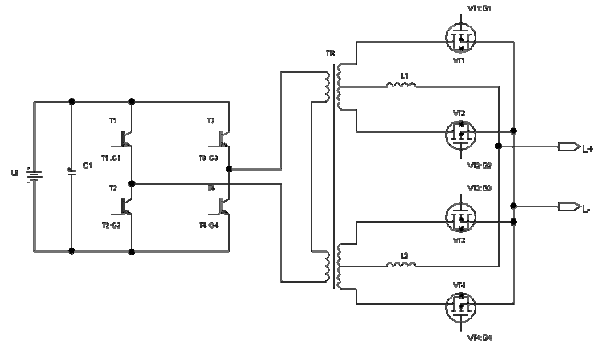 VT1:G1
TR
VT1
L1
T1
T3
VT2
C1
T1:G1
T3:G3
L+
VT2:G2
Ui
T2
T4
VT3:G3
L-
T2:G2
T4:G4
VT3
L2
VT4
VT4:G4